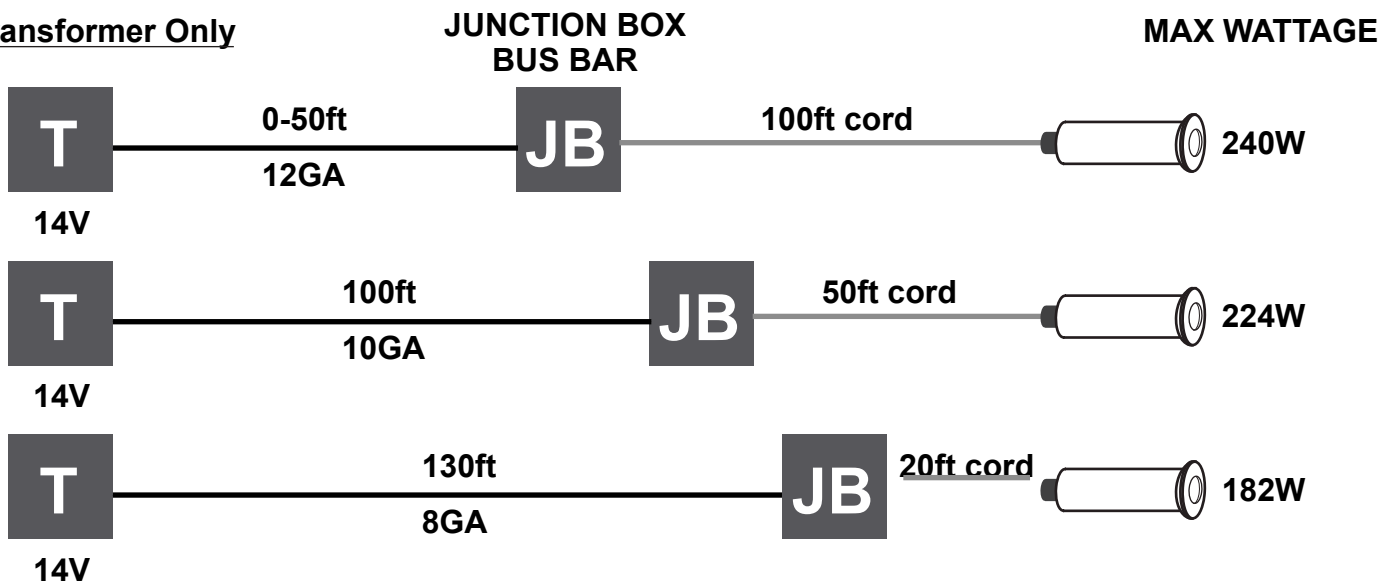 ansformer Only
JUNCTION BOX
BUS BAR
MAX WATTAGE
T
0-50ft
12GA
JB
100ft cord
240W
14V
T
100ft
10GA
JB
50ft cord
224W
14V
T
130ft
8GA
JB
20ft cord
182W
14V